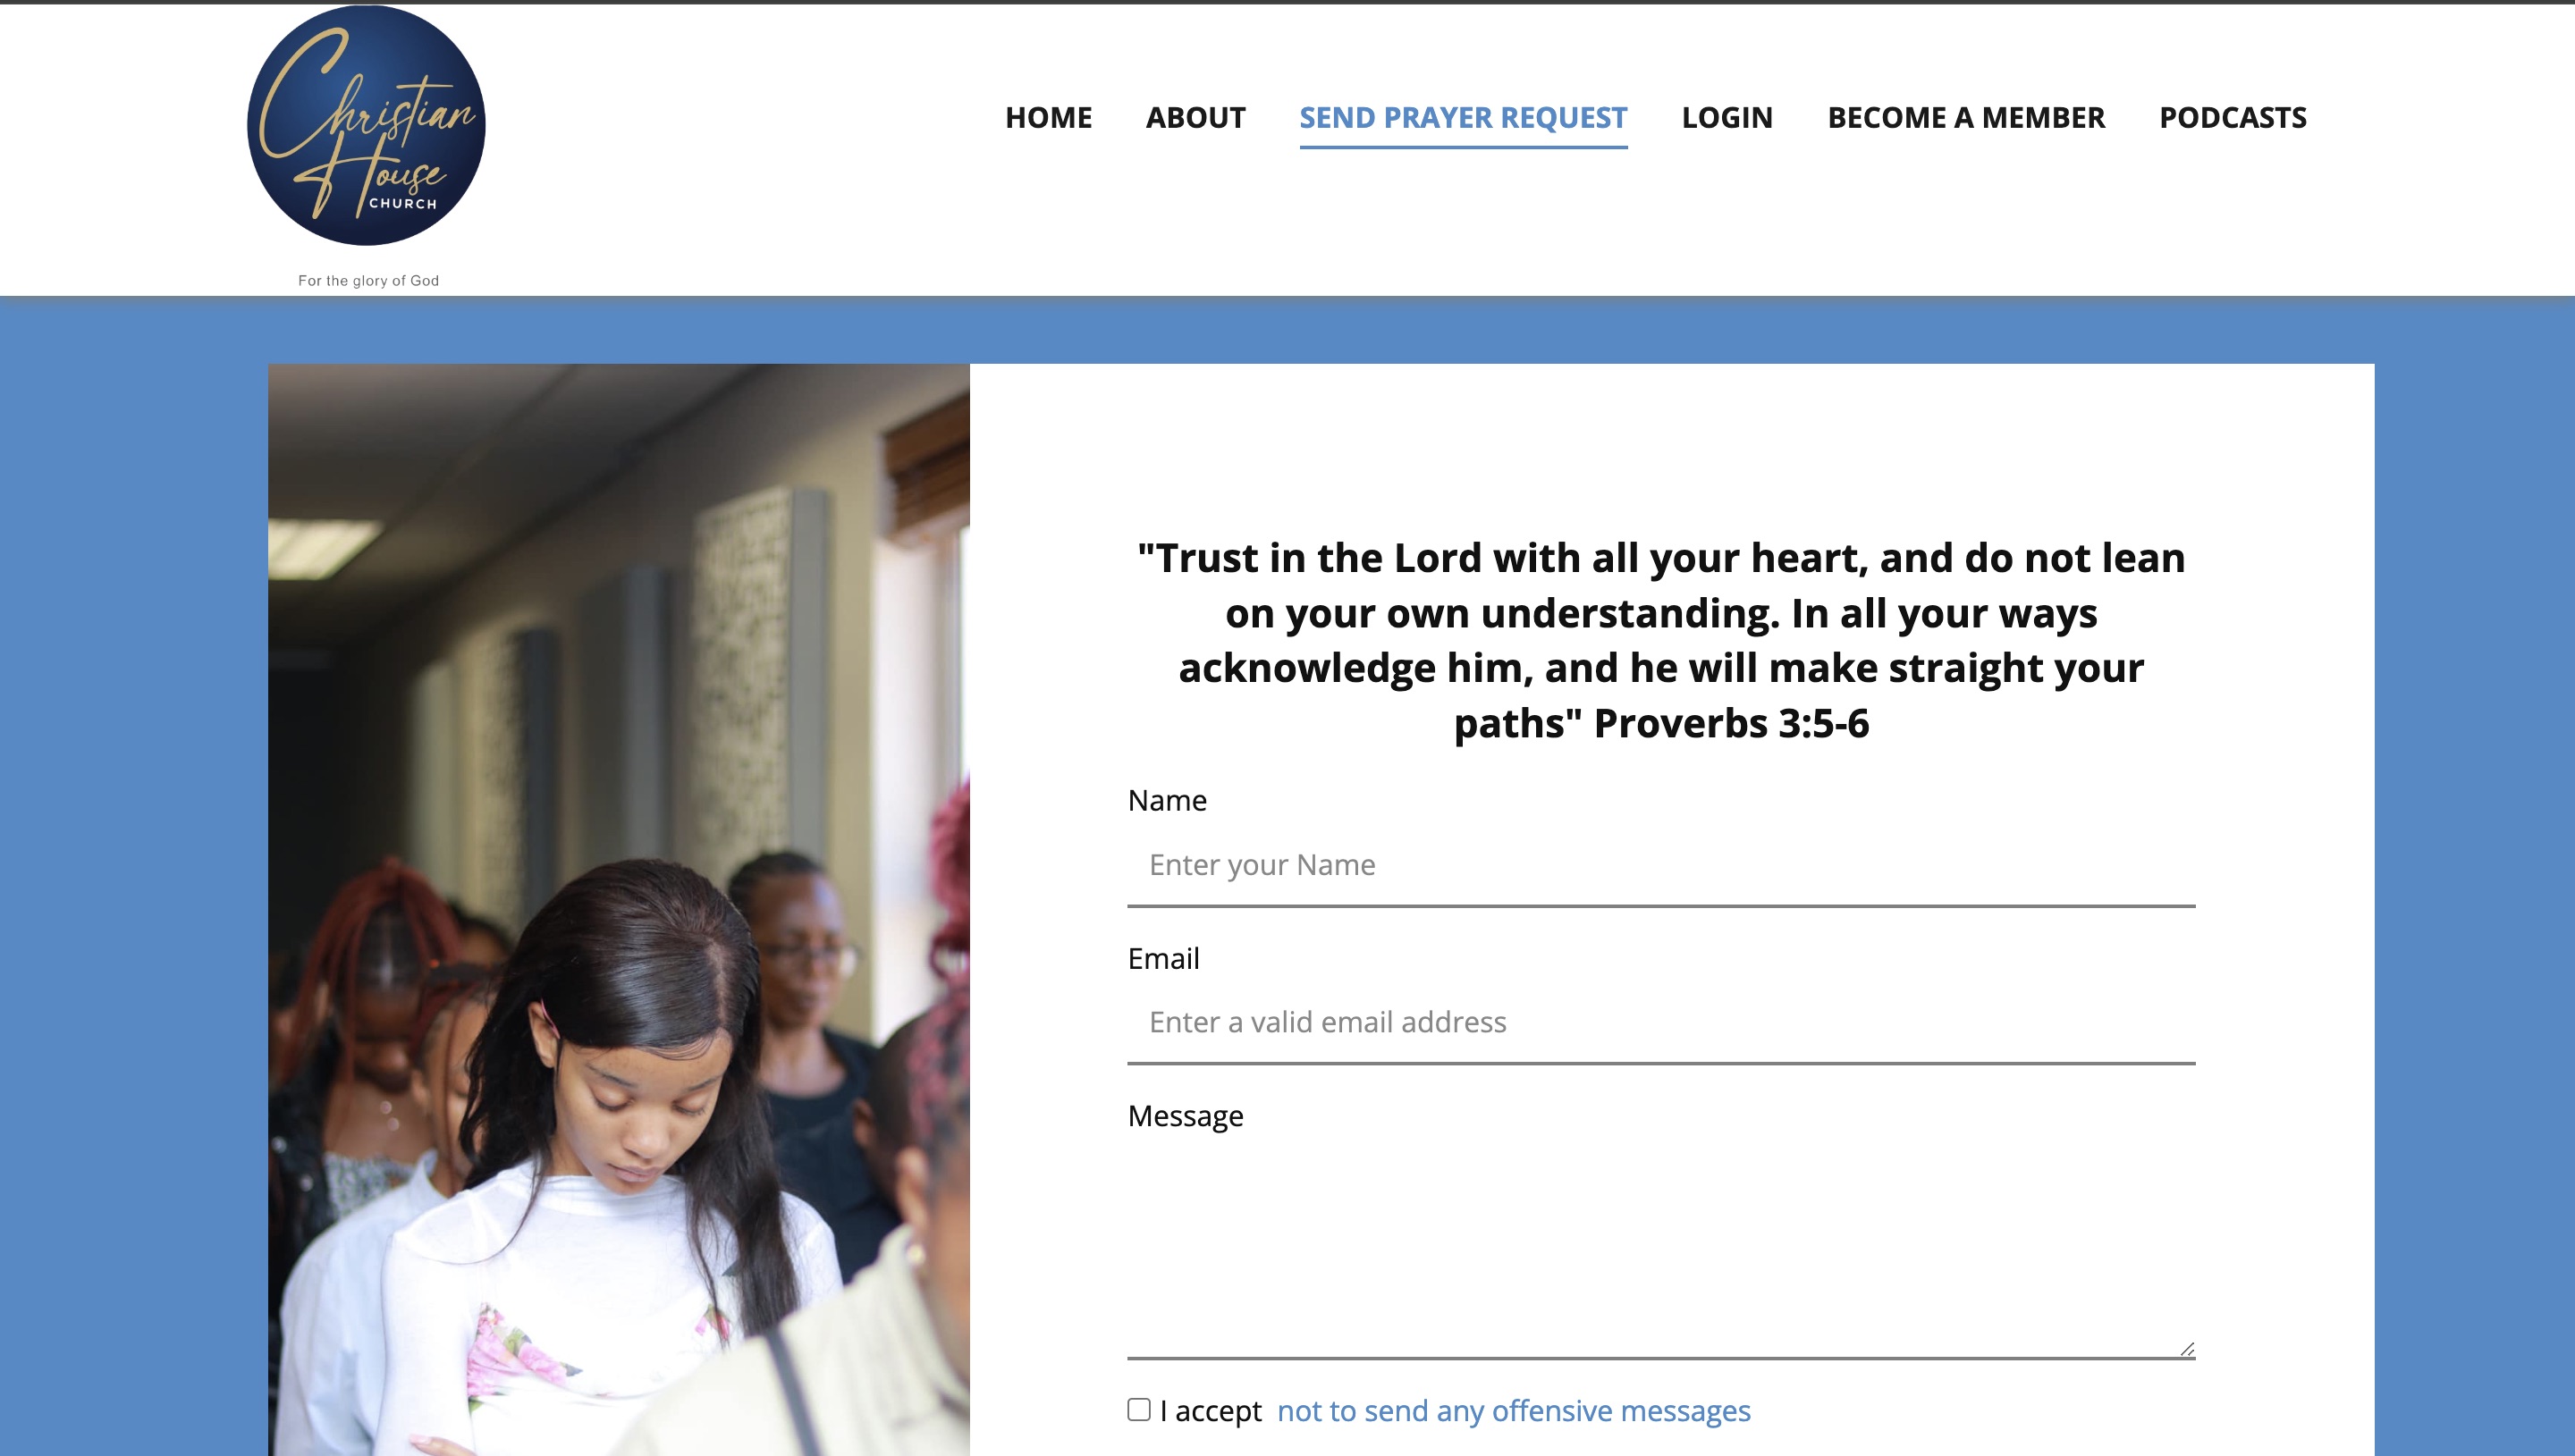 Christian
House
CHURCH
For the glory of God
HOME ABOUT SEND PRAYER REQUEST LOGIN BECOME A MEMBER PODCASTS
"Trust in the Lord with all your heart, and do not lean
on your own understanding. In all your ways
acknowledge him, and he will make straight your
paths" Proverbs 3:5-6
Name
Enter your Name
Email
Enter a valid email address
Message
I accept not to send any offensive messages